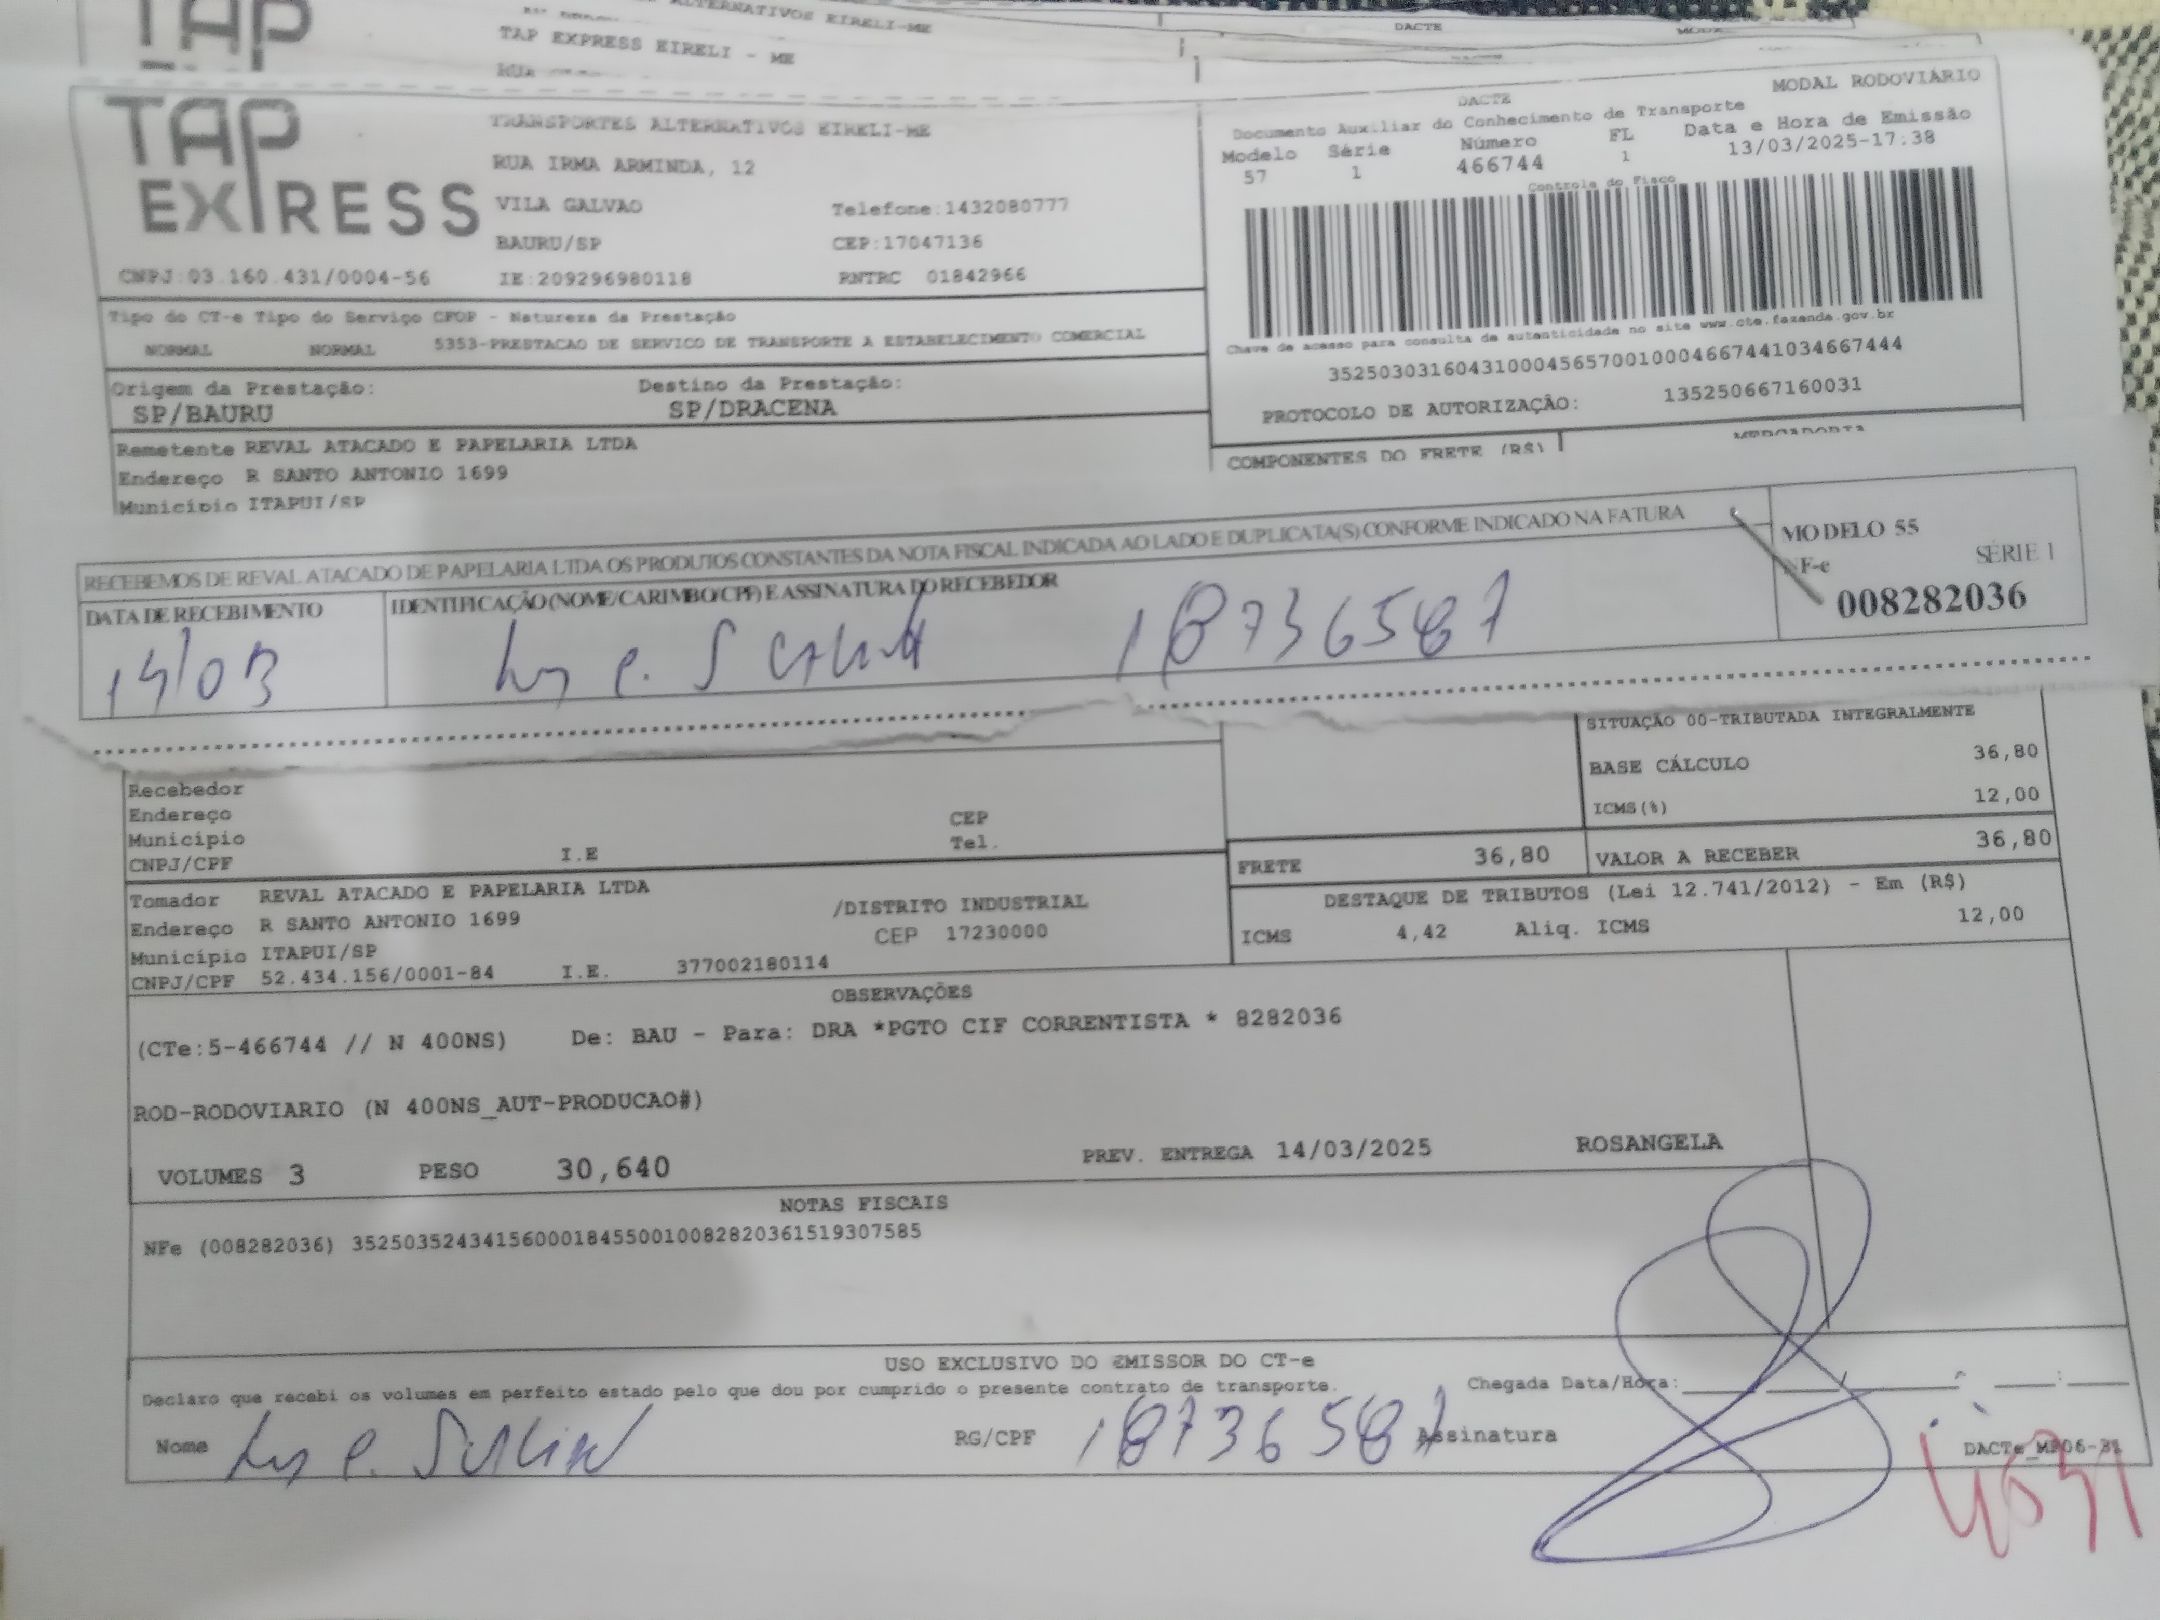 TAP
ALTERNATIVOS EIRELI-ME
TAP EXPRESS EIRELI - ME
RUA
DACTE
TAP EXPRESS
TRANSPORTES ALTERNATIVOS EIRELI-ME
RUA IRMA ARMINDA, 12
VILA GALVAO Telefone:1432080777
BAURU/SP CEP:17047136
CNPJ:03.160.431/0004-56 IE:209296980118 RNTRC 01842966
MODAL RODOVIÁRIO
DACTE
Documento Auxiliar do Conhecimento de Transporte
Modelo Série Número FL Data e Hora de Emissão
57 1 466744 1 13/03/2025-17:38
Controle do Fisco
Chave de acesso para consulta de autenticidade no site www.cte.fazenda.gov.br
35250303160431000456570010004667441034667444
PROTOCOLO DE AUTORIZAÇÃO: 135250667160031
Tipo do CT-e Tipo do Serviço CFOP - Natureza da Prestação
NORMAL NORMAL 5353-PRESTACAO DE SERVICO DE TRANSPORTE A ESTABELECIMENTO COMERCIAL
Origem da Prestação: Destino da Prestação:
SP/BAURU SP/DRACENA
Remetente REVAL ATACADO E PAPELARIA LTDA
Endereço R SANTO ANTONIO 1699
Município ITAPUI/SP
COMPONENTES DO FRETE (R$) MERCADORIA
RECEBEMOS DE REVAL ATACADO DE PAPELARIA LTDA OS PRODUTOS CONSTANTES DA NOTA FISCAL INDICADA AO LADO E DUPLICATA(S) CONFORME INDICADO NA FATURA
DATA DE RECEBIMENTO IDENTIFICAÇÃO (NOME/CARIMBO/CPF) E ASSINATURA DO RECEBEDOR
14/03 18736587
MODELO 55
NF-e SÉRIE 1
008282036
SITUAÇÃO 00-TRIBUTADA INTEGRALMENTE
BASE CÁLCULO 36,80
ICMS(%) 12,00
Recebedor
Endereço CEP
Município Tel.
CNPJ/CPF I.E
FRETE 36,80 VALOR A RECEBER 36,80
DESTAQUE DE TRIBUTOS (Lei 12.741/2012) - Em (R$)
ICMS 4,42 Aliq. ICMS 12,00
Tomador REVAL ATACADO E PAPELARIA LTDA
Endereço R SANTO ANTONIO 1699 /DISTRITO INDUSTRIAL
Município ITAPUI/SP CEP 17230000
CNPJ/CPF 52.434.156/0001-84 I.E. 377002180114
OBSERVAÇÕES
(CTe:5-466744 // N 400NS) De: BAU - Para: DRA *PGTO CIF CORRENTISTA * 8282036
ROD-RODOVIARIO (N 400NS_AUT-PRODUCAO#)
VOLUMES 3 PESO 30,640 PREV. ENTREGA 14/03/2025 ROSANGELA
NOTAS FISCAIS
NFe (008282036) 35250352434156000184550010082820361519307585
USO EXCLUSIVO DO EMISSOR DO CT-e
Declaro que recebi os volumes em perfeito estado pelo que dou por cumprido o presente contrato de transporte. Chegada Data/Hora:
Nome RG/CPF 18736587 Assinatura